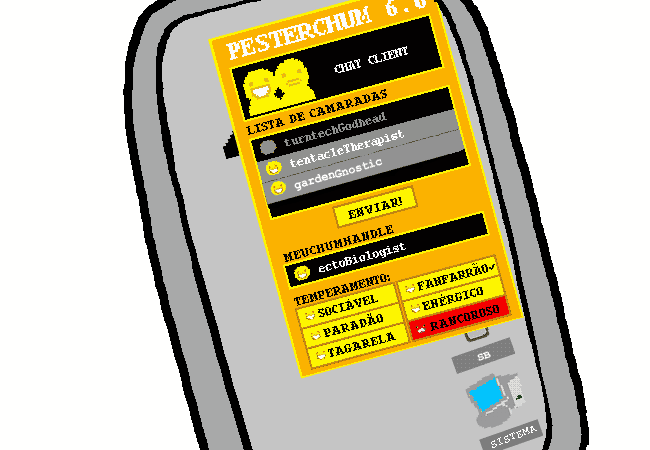 PESTERCHUM 6.0
CHAT CLIENT
LISTA DE CAMARADAS
turntechGodhead
tentacleTherapist
gardenGnostic
ENVIAR!
MEUCHUMHANDLE
ectoBiologist
TEMPERAMENTO:
SOCIÁVEL
FANFARRÃO✓
PARADÃO
ENÉRGICO
TAGARELA
RANCOROSO
SB
SISTEMA